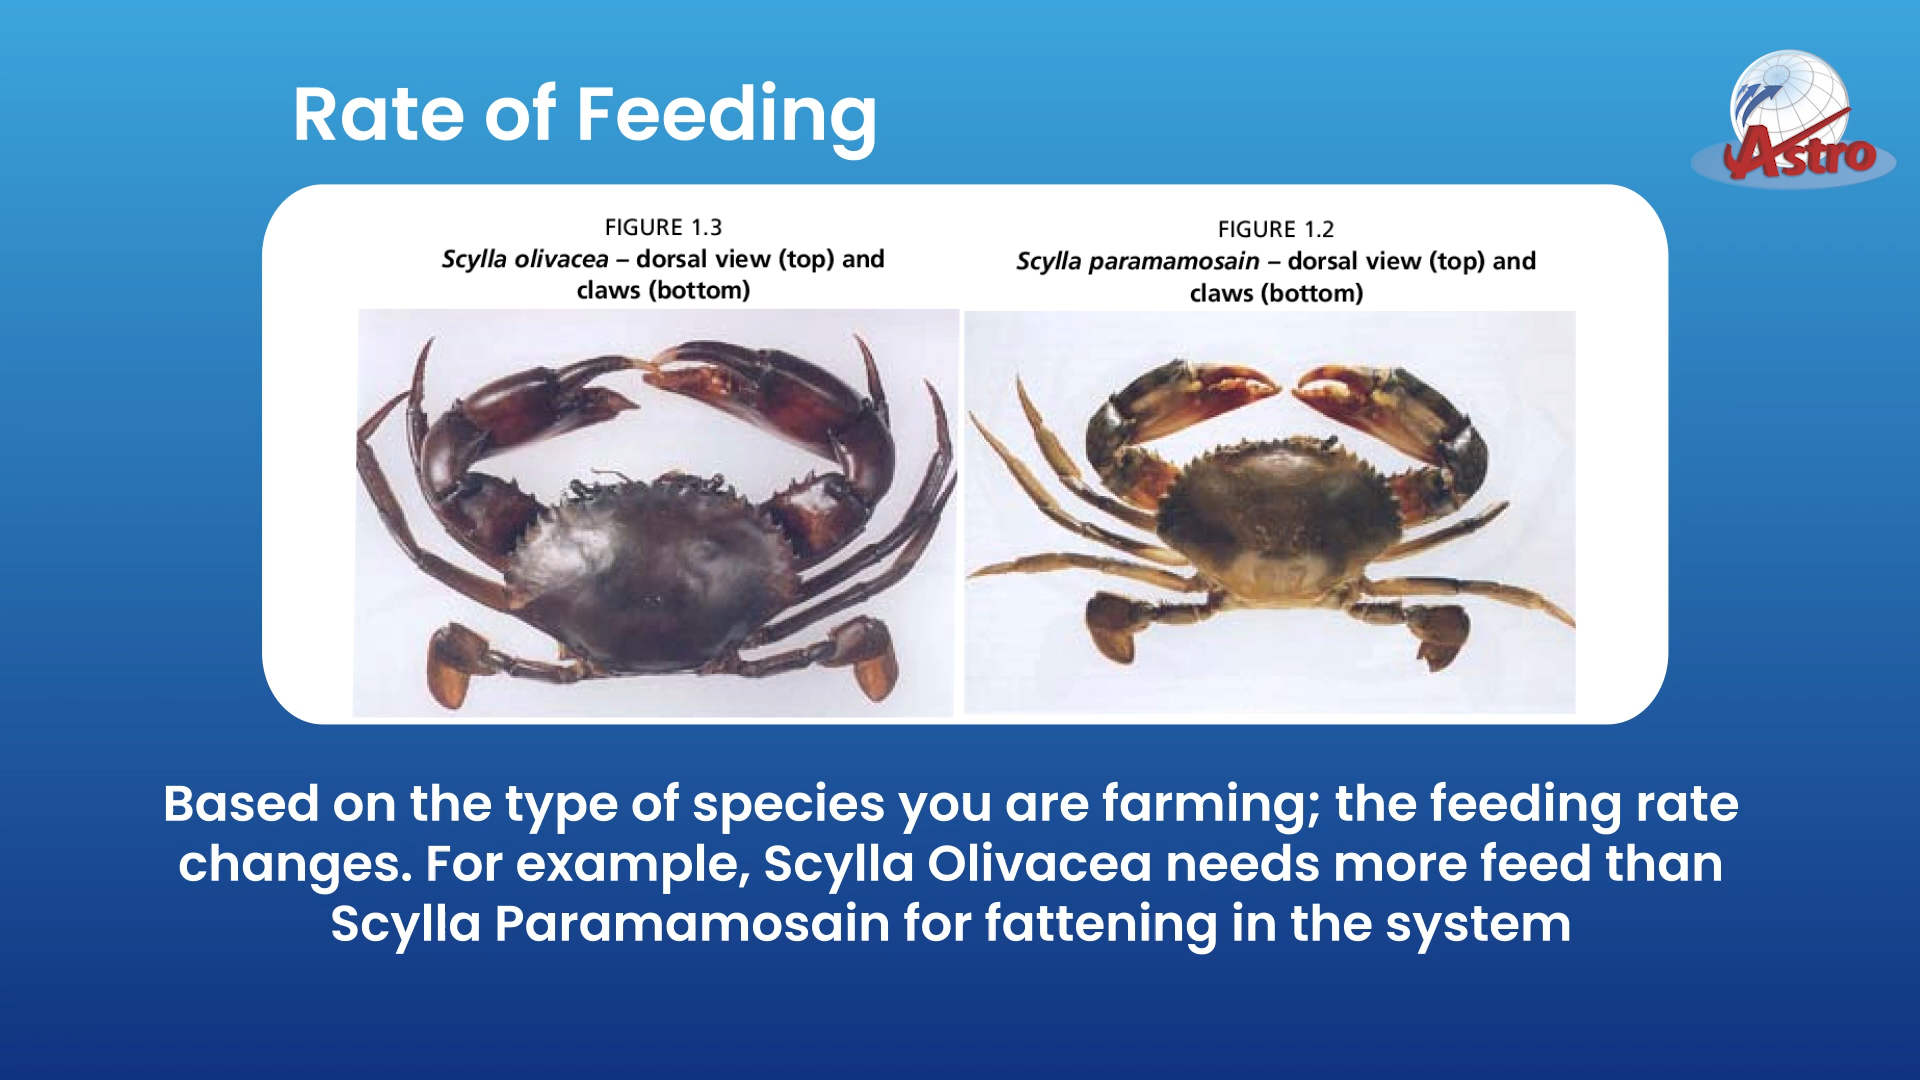 Rate of Feeding
Astro
FIGURE 1.3
Scylla olivacea – dorsal view (top) and
claws (bottom)
FIGURE 1.2
Scylla paramamosain – dorsal view (top) and
claws (bottom)
Based on the type of species you are farming; the feeding rate
changes. For example, Scylla Olivacea needs more feed than
Scylla Paramamosain for fattening in the system